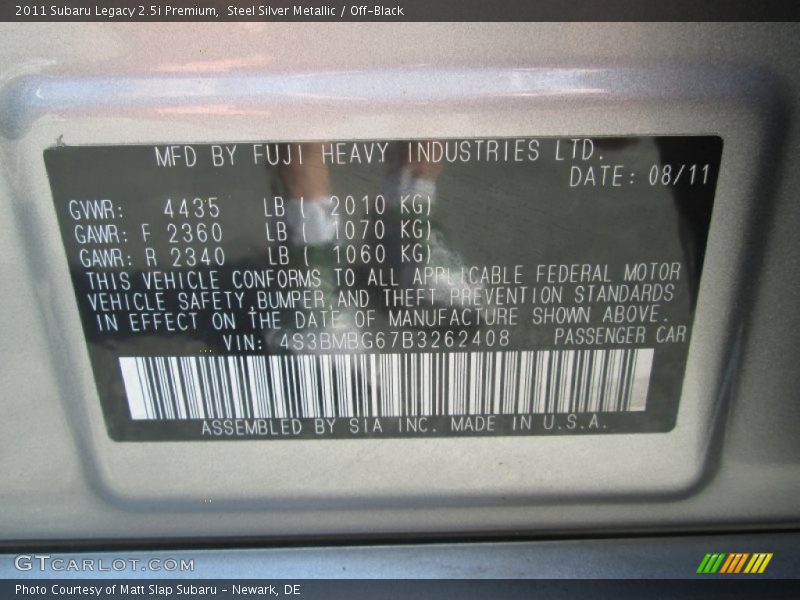 2011 Subaru Legacy 2.5i Premium,  Steel Silver Metallic / Off-Black
MFD BY FUJI HEAVY INDUSTRIES LTD.
DATE: 08/11
GVWR: 4435 LB ( 2010 KG)
GAWR: F 2360 LB ( 1070 KG)
GAWR: R 2340 LB ( 1060 KG)
THIS VEHICLE CONFORMS TO ALL APPLICABLE FEDERAL MOTOR
VEHICLE SAFETY,BUMPER AND THEFT PREVENTION STANDARDS
IN EFFECT ON THE DATE OF MANUFACTURE SHOWN ABOVE.
VIN: 4S3BMBG67B3262408 PASSENGER CAR
ASSEMBLED BY SIA INC. MADE IN U.S.A.
GTCARLOT.COM
Photo Courtesy of Matt Slap Subaru - Newark, DE